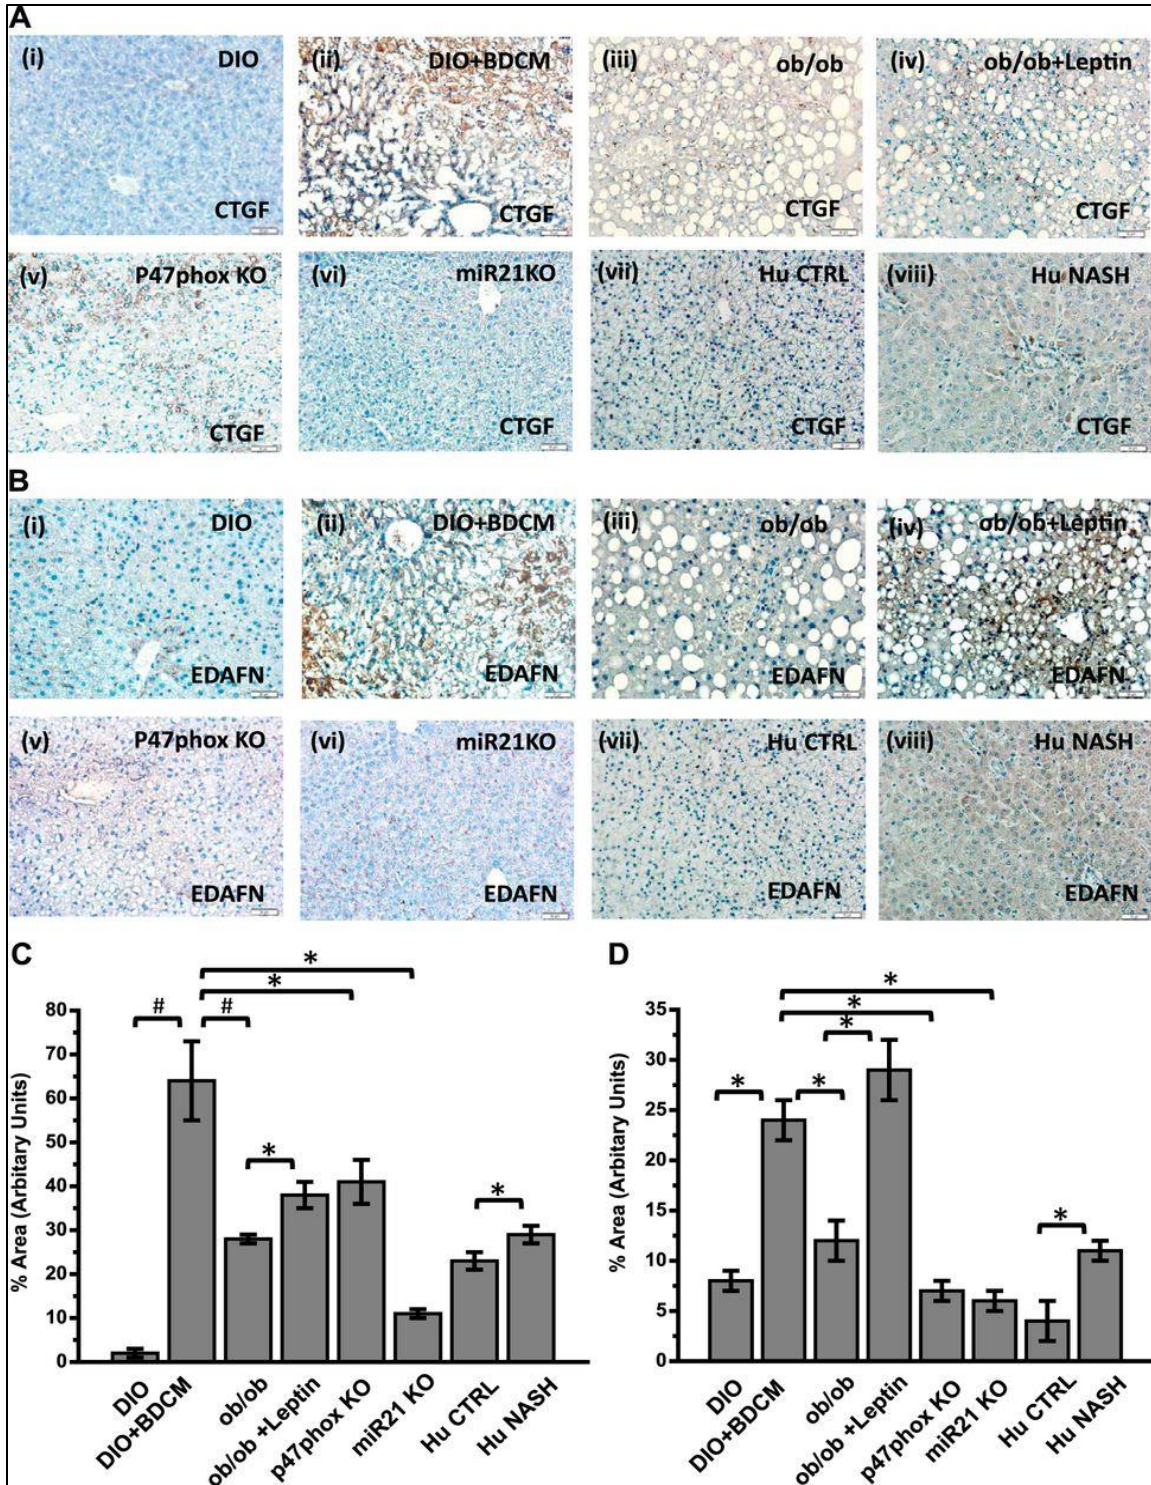 A
(i) DIO (ii) DIO+BDCM (iii) ob/ob (iv) ob/ob+Leptin
CTGF CTGF CTGF CTGF
(v) P47phox KO (vi) miR21KO (vii) Hu CTRL (viii) Hu NASH
CTGF CTGF CTGF CTGF
B
(i) DIO (ii) DIO+BDCM (iii) ob/ob (iv) ob/ob+Leptin
EDAFN EDAFN EDAFN EDAFN
(v) P47phox KO (vi) miR21KO (vii) Hu CTRL (viii) Hu NASH
EDAFN EDAFN EDAFN EDAFN
C
% Area (Arbitary Units)
80
70
60
50
40
30
20
10
0
# # * * * *
DIO
DIO+BDCM
ob/ob
ob/ob +Leptin
p47phox KO
miR21 KO
Hu CTRL
Hu NASH
D
% Area (Arbitary Units)
35
30
25
20
15
10
5
0
* * * * * *
DIO
DIO+BDCM
ob/ob
ob/ob +Leptin
p47phox KO
miR21 KO
Hu CTRL
Hu NASH